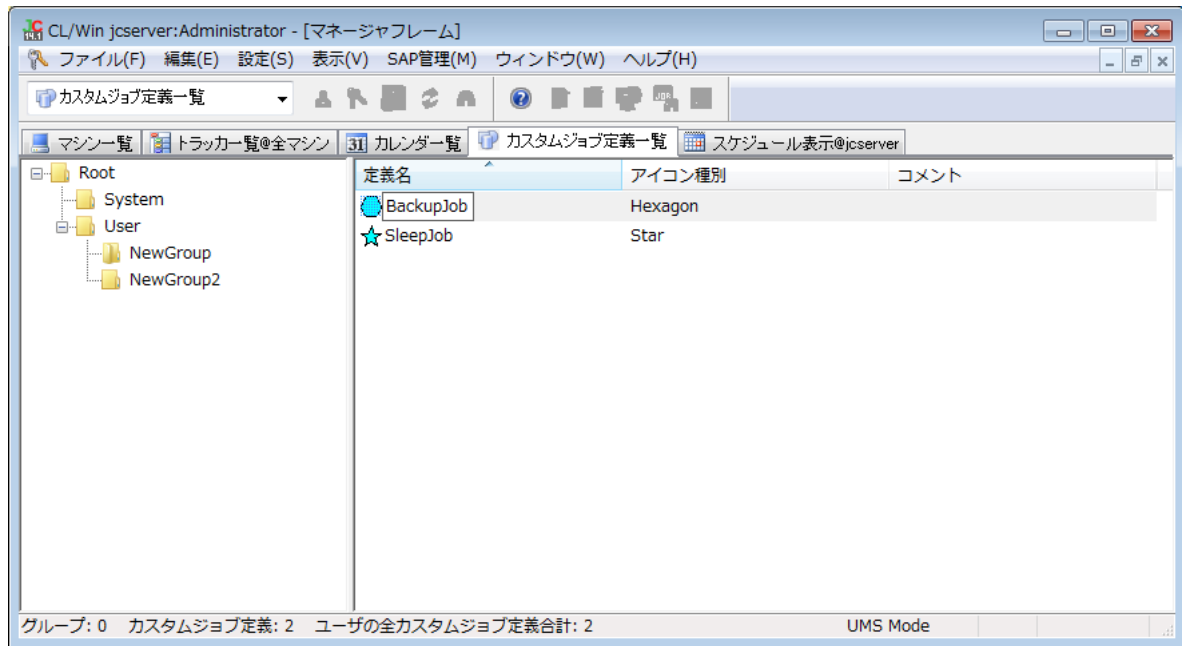 CL/Win jcserver:Administrator - [マネージャフレーム]
ファイル(F) 編集(E) 設定(S) 表示(V) SAP管理(M) ウィンドウ(W) ヘルプ(H)
カスタムジョブ定義一覧
マシン一覧 トラッカ一覧@全マシン 31 カレンダ一覧 カスタムジョブ定義一覧 スケジュール表示@jcserver
Root
System
User
NewGroup
NewGroup2
定義名 アイコン種別 コメント
BackupJob Hexagon
SleepJob Star
グループ: 0 カスタムジョブ定義: 2 ユーザの全カスタムジョブ定義合計: 2 UMS Mode